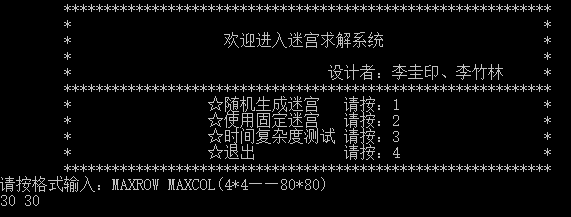 ******************************************************
*                                                    *
*                 欢迎进入迷宫求解系统                 *
*                                                    *
*                            设计者：李圭印、李竹林    *
******************************************************
*               ☆随机生成迷宫   请按：1                *
*               ☆使用固定迷宫   请按：2                *
*               ☆时间复杂度测试 请按：3                *
*               ☆退出           请按：4                *
******************************************************
请按格式输入：MAXROW MAXCOL(4*4——80*80)
30 30